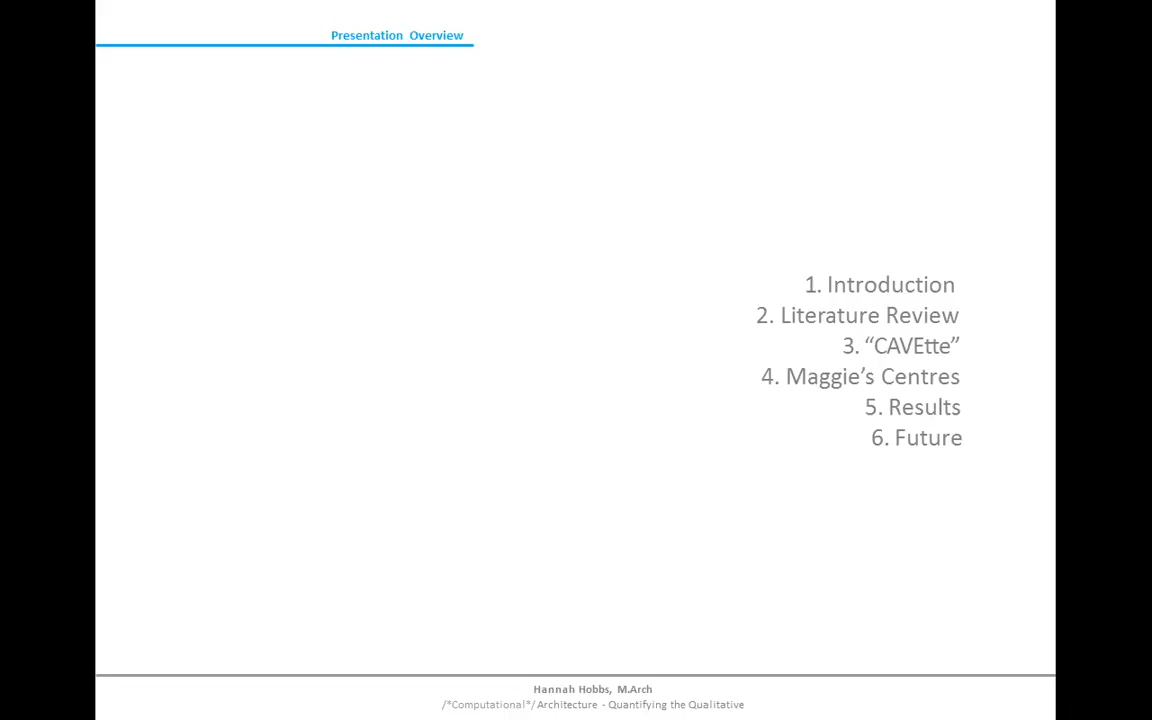 Presentation Overview
1. Introduction
2. Literature Review
3. “CAVEtte”
4. Maggie’s Centres
5. Results
6. Future
Hannah Hobbs, M.Arch
/*Computational*/Architecture - Quantifying the Qualitative